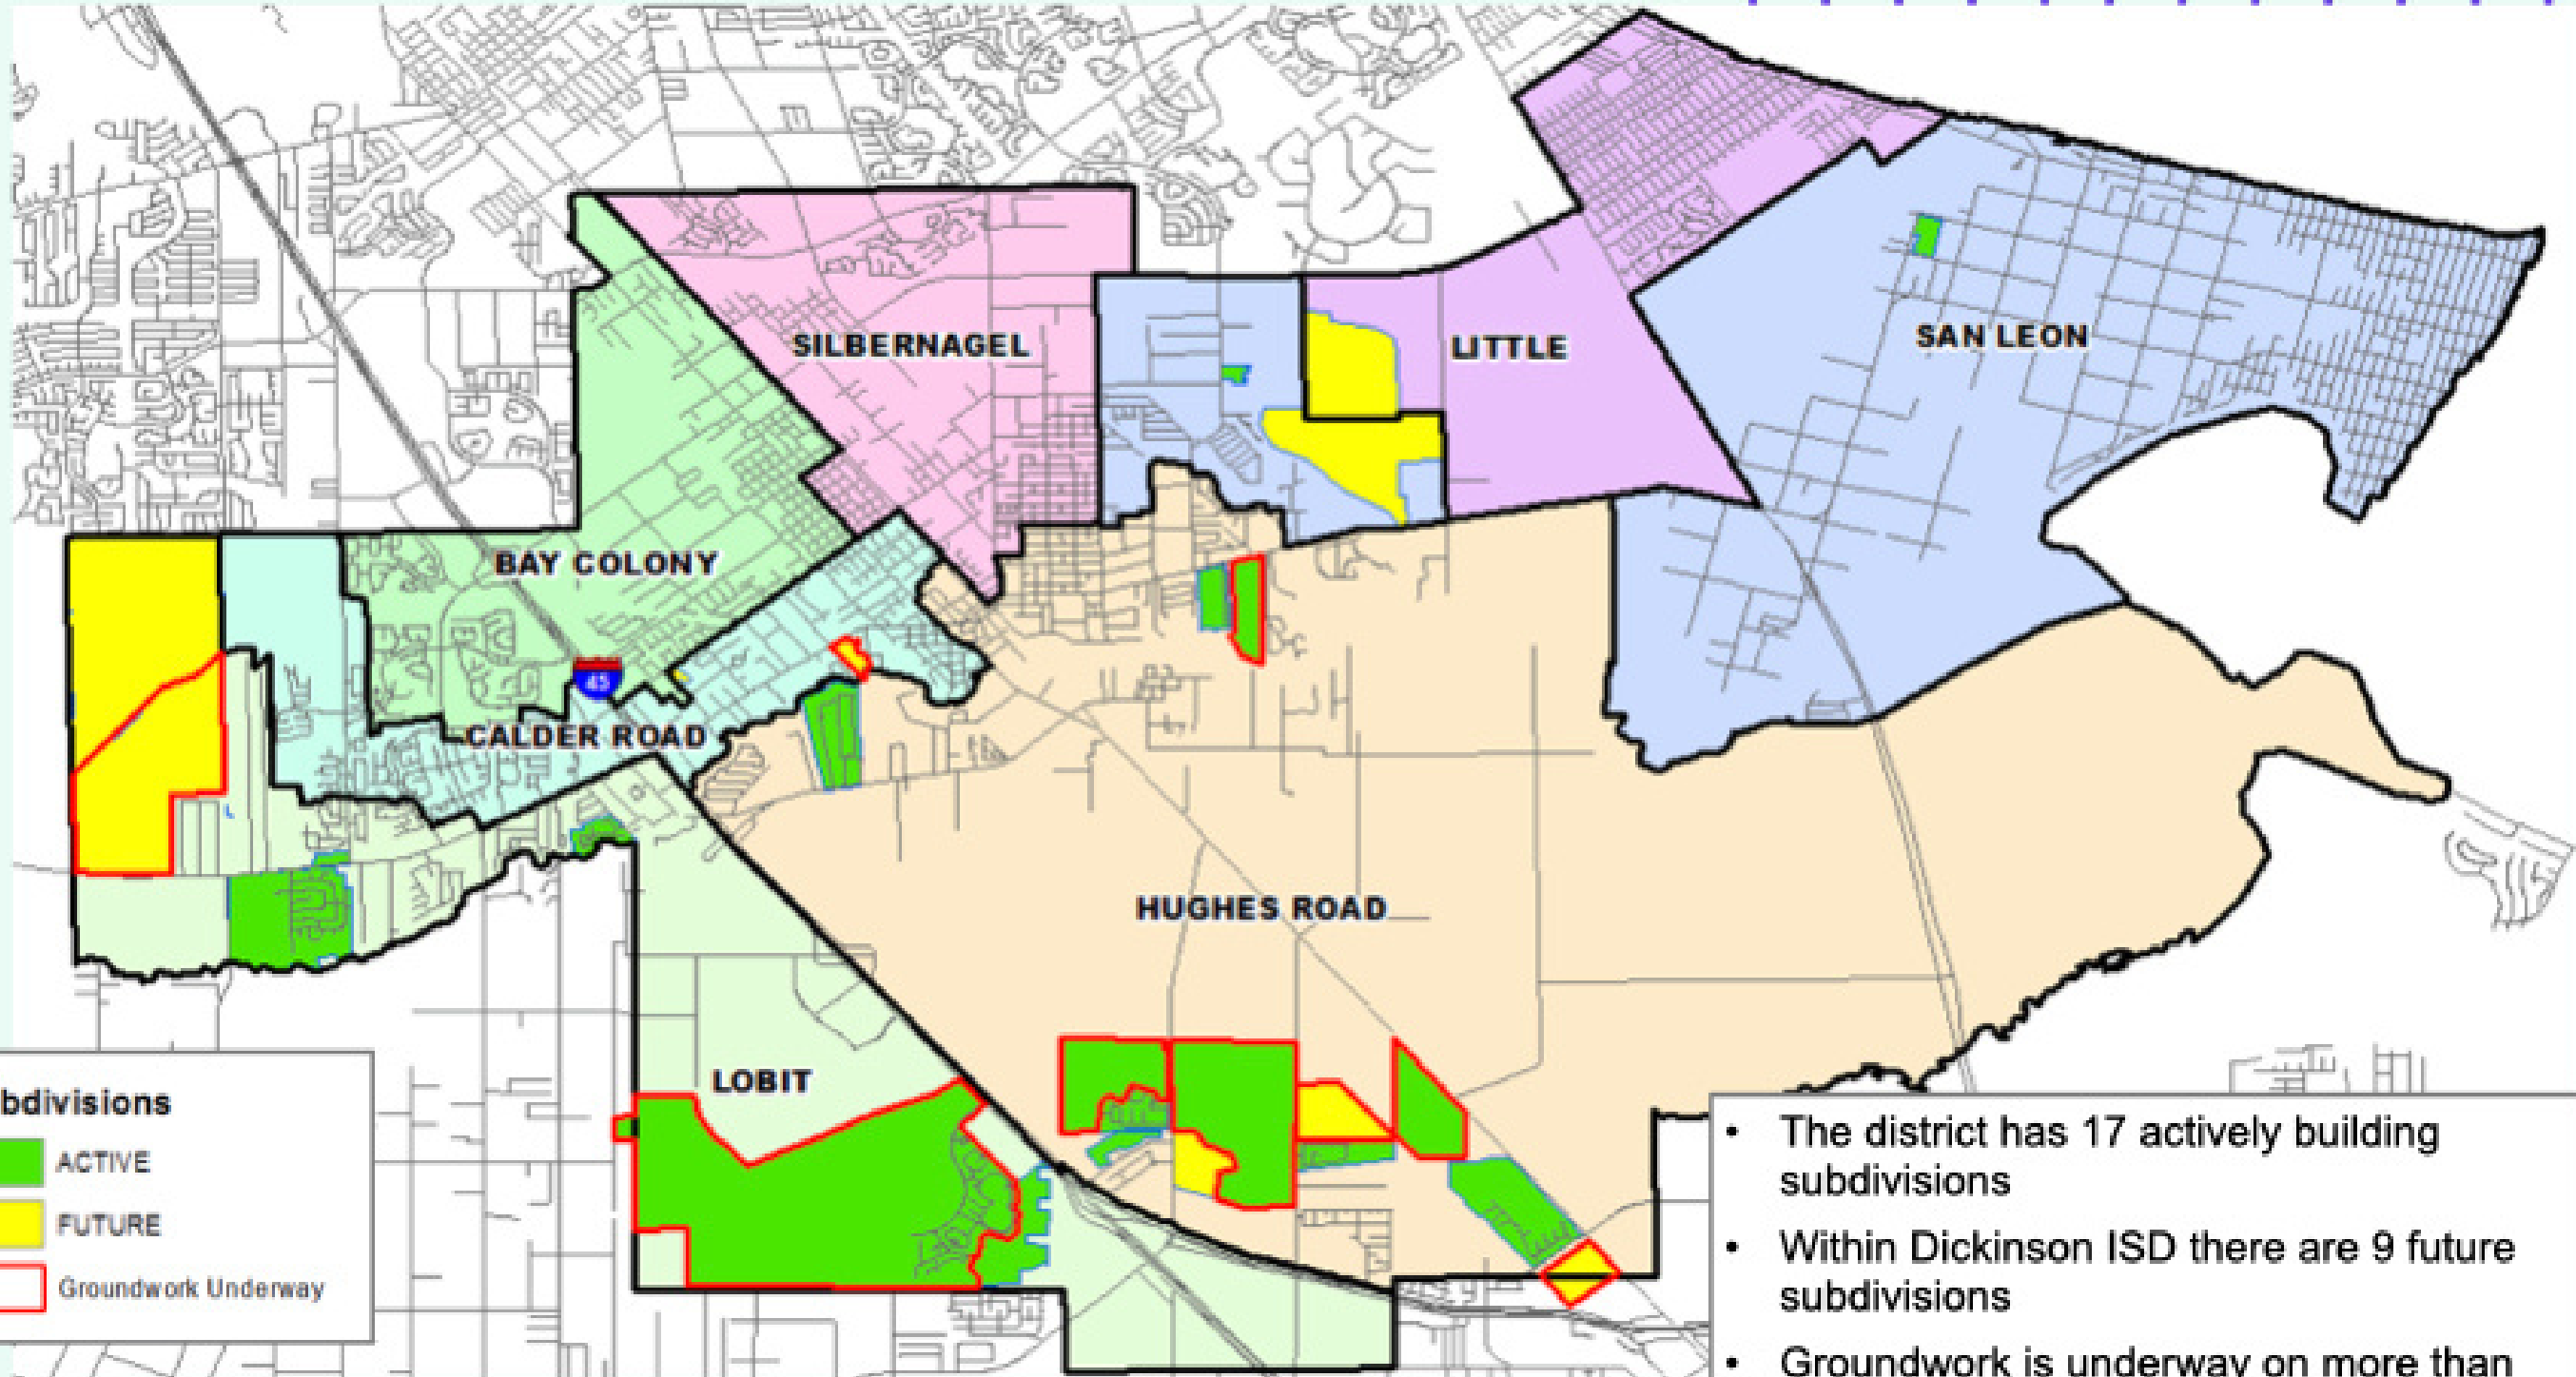 SILBERNAGEL
LITTLE
SAN LEON
BAY COLONY
45
CALDER ROAD
HUGHES ROAD
LOBIT
bdivisions
ACTIVE
FUTURE
Groundwork Underway
• The district has 17 actively building
subdivisions
• Within Dickinson ISD there are 9 future
subdivisions
• Groundwork is underway on more than